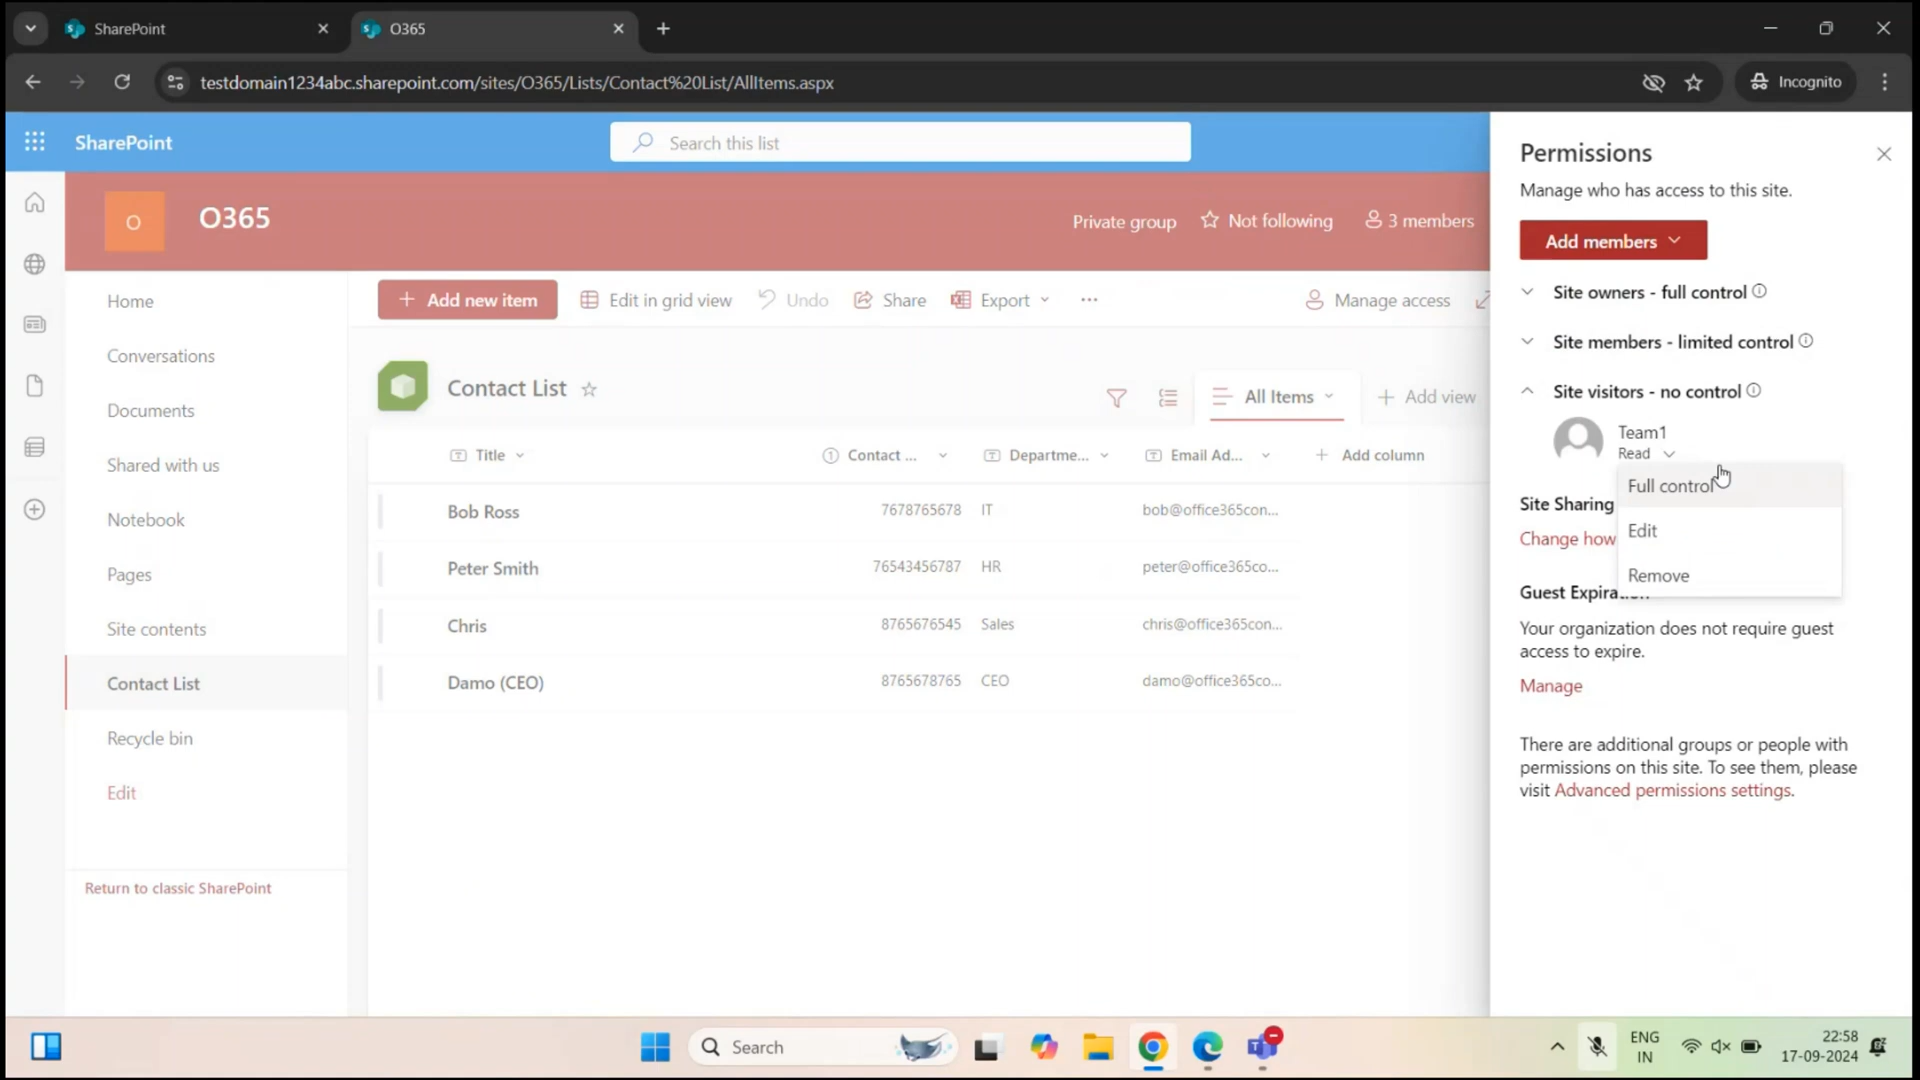 SharePoint
O365
testdomain1234abc.sharepoint.com/sites/O365/Lists/Contact%20List/AllItems.aspx
Incognito
SharePoint
Search this list
O
O365
Private group
Not following
3 members
Home
Conversations
Documents
Shared with us
Notebook
Pages
Site contents
Contact List
Recycle bin
Edit
Return to classic SharePoint
Add new item
Edit in grid view
Undo
Share
Export
Manage access
Contact List
All Items
Add view
Title
Contact ...
Departme...
Email Ad...
Add column
Bob Ross 7678765678 IT bob@office365con...
Peter Smith 76543456787 HR peter@office365co...
Chris 8765676545 Sales chris@office365con...
Damo (CEO) 8765678765 CEO damo@office365co...
Permissions
Manage who has access to this site.
Add members
Site owners - full control
Site members - limited control
Site visitors - no control
Team1
Read
Full control
Edit
Remove
Site Sharing
Change how
Guest Expiration
Your organization does not require guest
access to expire.
Manage
There are additional groups or people with
permissions on this site. To see them, please
visit Advanced permissions settings.
Search
ENG
IN
22:58
17-09-2024